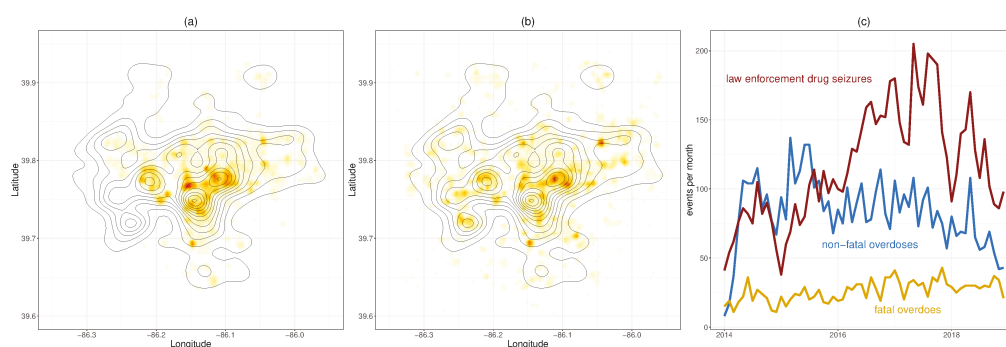 (a)
(b)
(c)
39.9
39.8
39.7
39.6
Latitude
−86.3
−86.2
−86.1
−86.0
Longitude
39.9
39.8
39.7
39.6
Latitude
−86.3
−86.2
−86.1
−86.0
Longitude
200
150
100
50
0
events per month
law enforcement drug seizures
non−fatal overdoses
fatal overdoes
2014
2016
2018